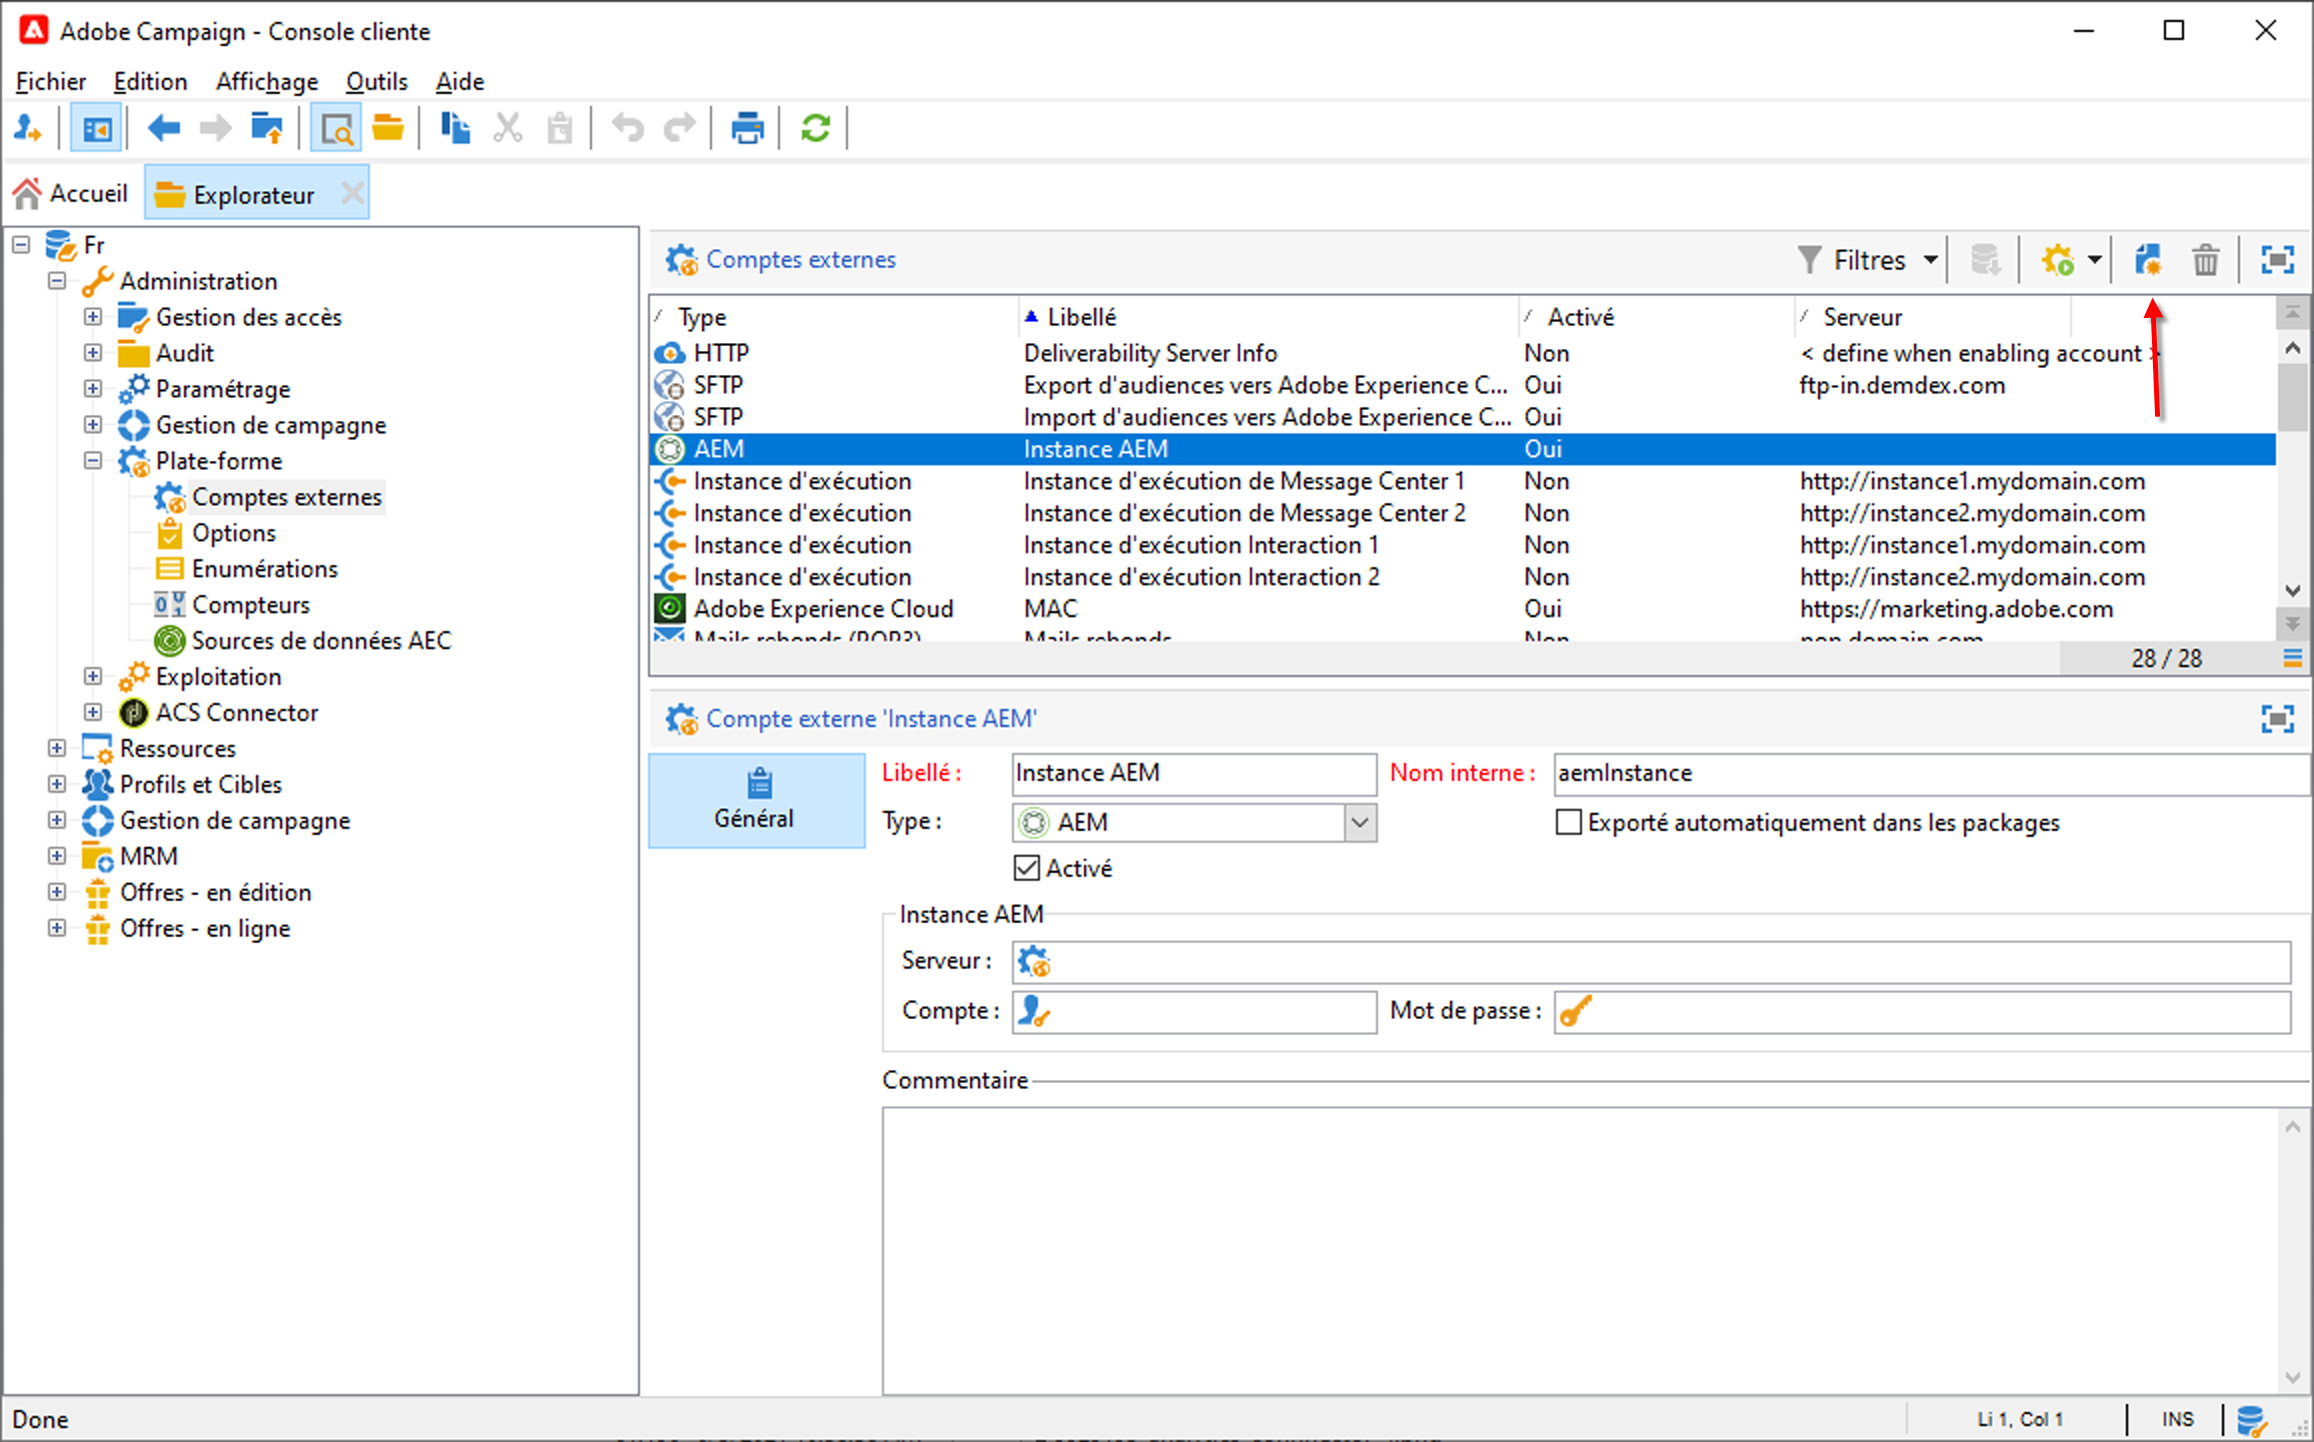 Adobe Campaign - Console cliente
Fichier Edition Affichage Outils Aide
Accueil Explorateur
Fr
Administration
Gestion des accès
Audit
Paramétrage
Gestion de campagne
Plate-forme
Comptes externes
Options
Enumérations
Compteurs
Sources de données AEC
Exploitation
ACS Connector
Ressources
Profils et Cibles
Gestion de campagne
MRM
Offres - en édition
Offres - en ligne
Comptes externes Filtres
Type Libellé Activé Serveur
HTTP Deliverability Server Info Non < define when enabling account >
SFTP Export d'audiences vers Adobe Experience C... Oui ftp-in.demdex.com
SFTP Import d'audiences vers Adobe Experience C... Oui
AEM Instance AEM Oui
Instance d'exécution Instance d'exécution de Message Center 1 Non http://instance1.mydomain.com
Instance d'exécution Instance d'exécution de Message Center 2 Non http://instance2.mydomain.com
Instance d'exécution Instance d'exécution Interaction 1 Non http://instance1.mydomain.com
Instance d'exécution Instance d'exécution Interaction 2 Non http://instance2.mydomain.com
Adobe Experience Cloud MAC Oui https://marketing.adobe.com
Mails rebonds (POP3) Mails rebonds Non pop.domain.com
28 / 28
Compte externe 'Instance AEM'
Général
Libellé : Instance AEM Nom interne : aemInstance
Type : AEM Exporté automatiquement dans les packages
Activé
Instance AEM
Serveur :
Compte : Mot de passe :
Commentaire
Done Li 1, Col 1 INS